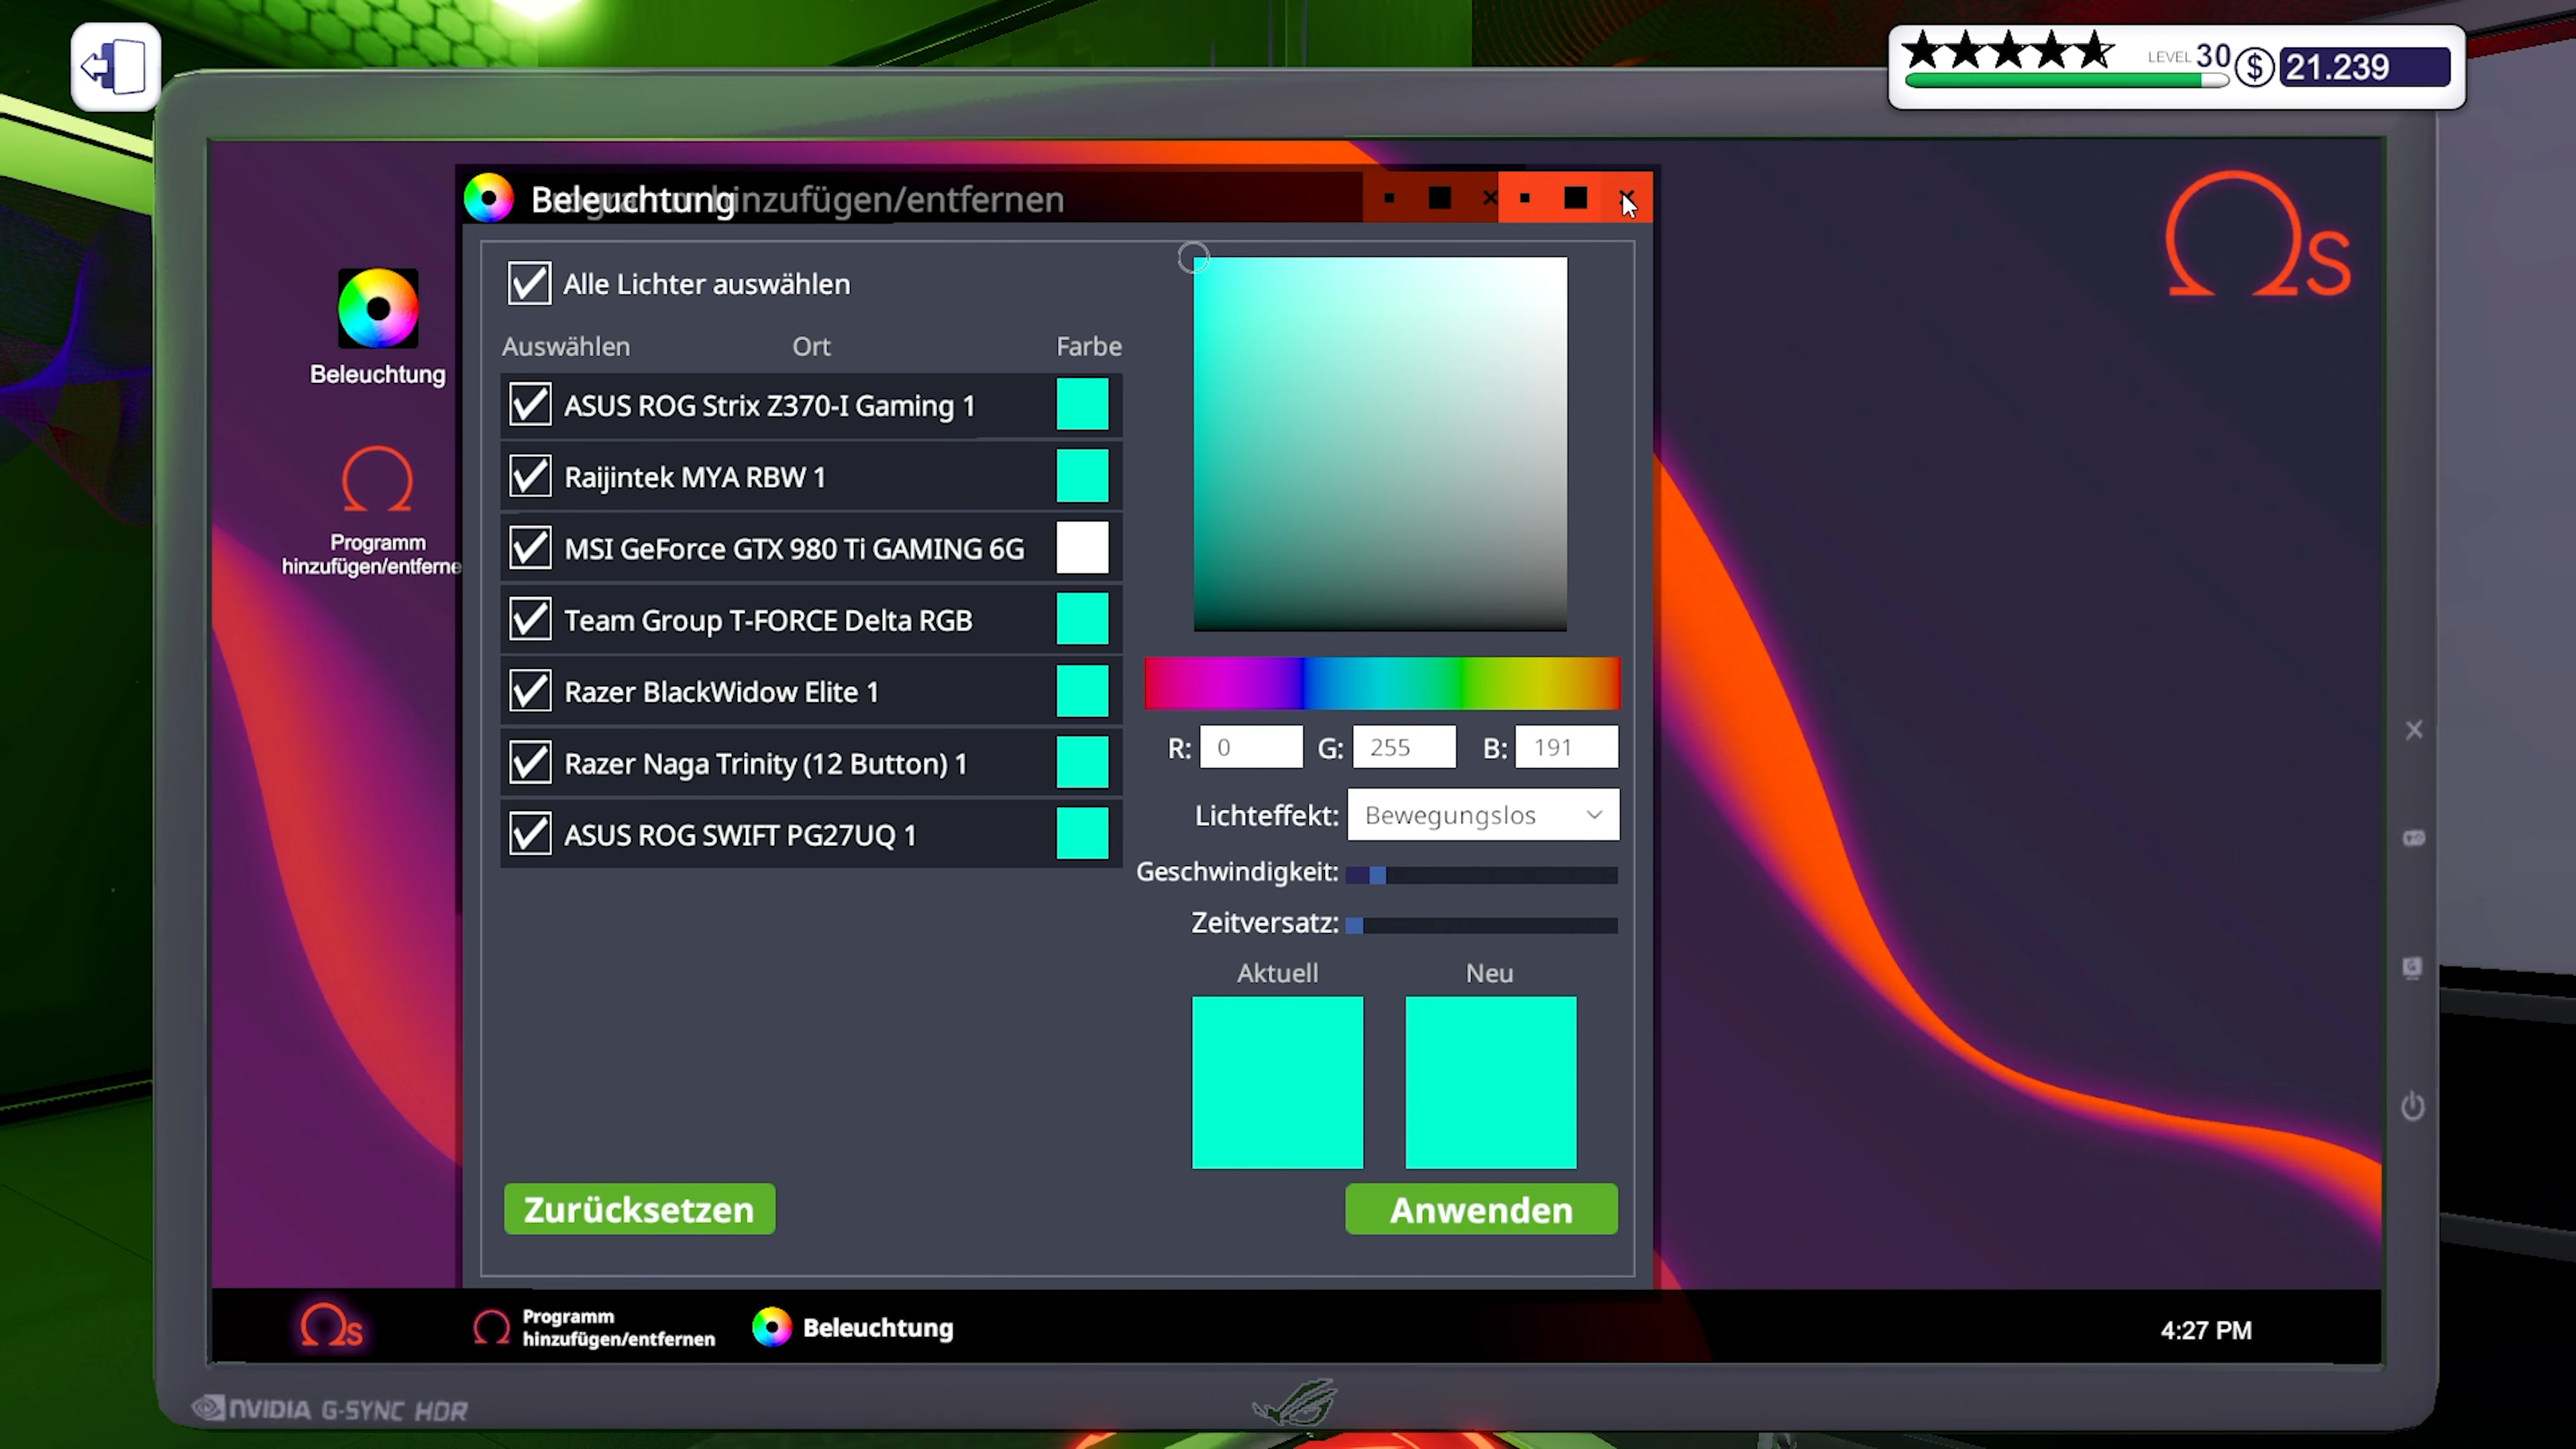 LEVEL 30
21.239
Beleuchtung
Programm hinzufügen/entfernen
Ωs
Beleuchtung
Programm
hinzufügen/entferne
Alle Lichter auswählen
Auswählen Ort Farbe
ASUS ROG Strix Z370-I Gaming 1
Raijintek MYA RBW 1
MSI GeForce GTX 980 Ti GAMING 6G
Team Group T-FORCE Delta RGB
Razer BlackWidow Elite 1
Razer Naga Trinity (12 Button) 1
ASUS ROG SWIFT PG27UQ 1
R: 0 G: 255 B: 191
Lichteffekt: Bewegungslos
Geschwindigkeit:
Zeitversatz:
Aktuell Neu
Zurücksetzen Anwenden
Ωs
Programm
hinzufügen/entfernen
Beleuchtung
4:27 PM
NVIDIA G-SYNC HDR